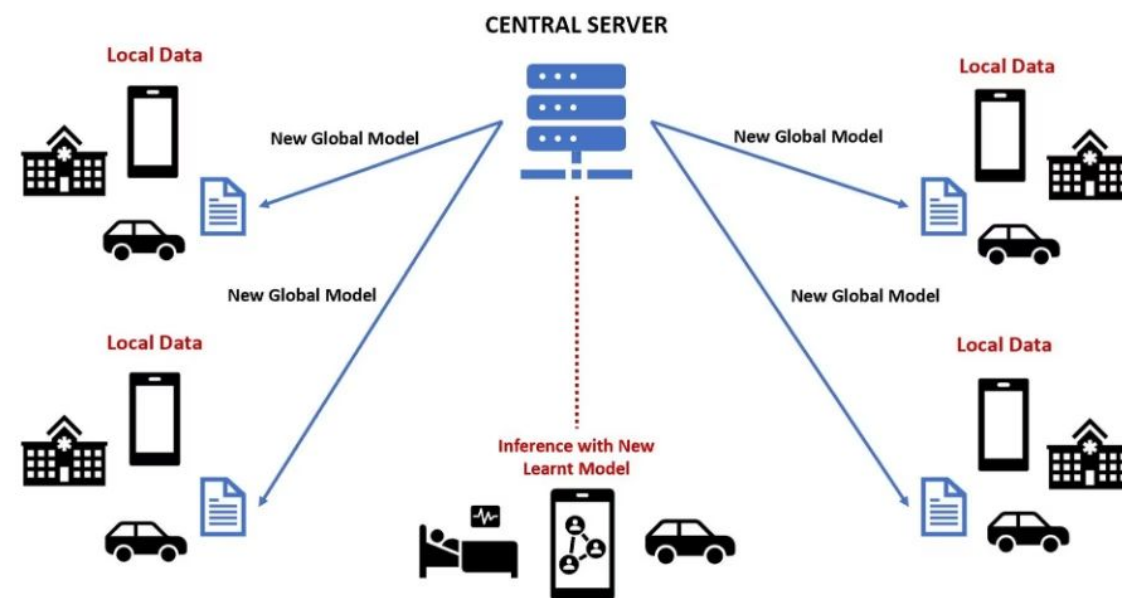 CENTRAL SERVER
Local Data
Local Data
New Global Model
New Global Model
New Global Model
New Global Model
Local Data
Local Data
Inference with New
Learnt Model